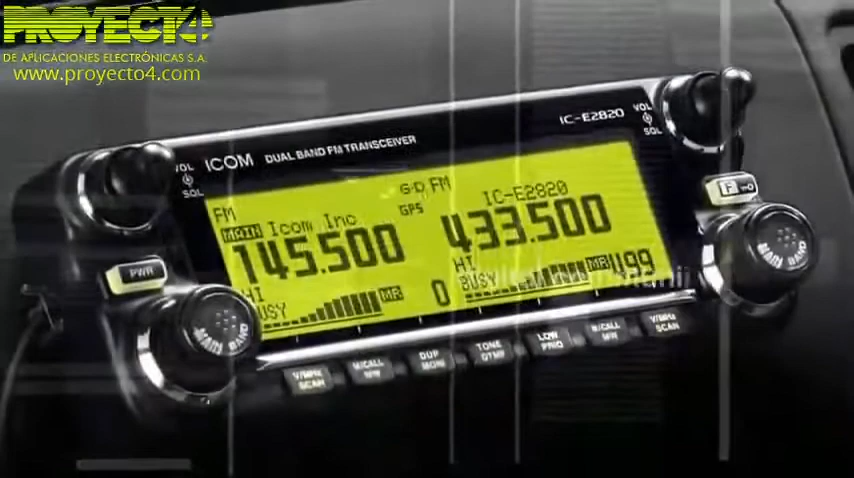 PROYECTO4
DE APLICACIONES ELECTRÓNICAS S.A.
www.proyecto4.com
VOL
SQL
ICOM DUAL BAND FM TRANSCEIVER
IC-E2820
VOL
SQL
FM
G-D FM
IC-E2820
MAIN Icom Inc
GPS
145.500
433.500
HI
BUSY
MR
0
HI
BUSY
MR 199
PWR
F
MAIN BAND
MAIN BAND
V/MHz
SCAN
M/CALL
MW
DUP
MONI
TONE
DTMF
LOW
PRIO
M/CALL
MW
V/MHz
SCAN